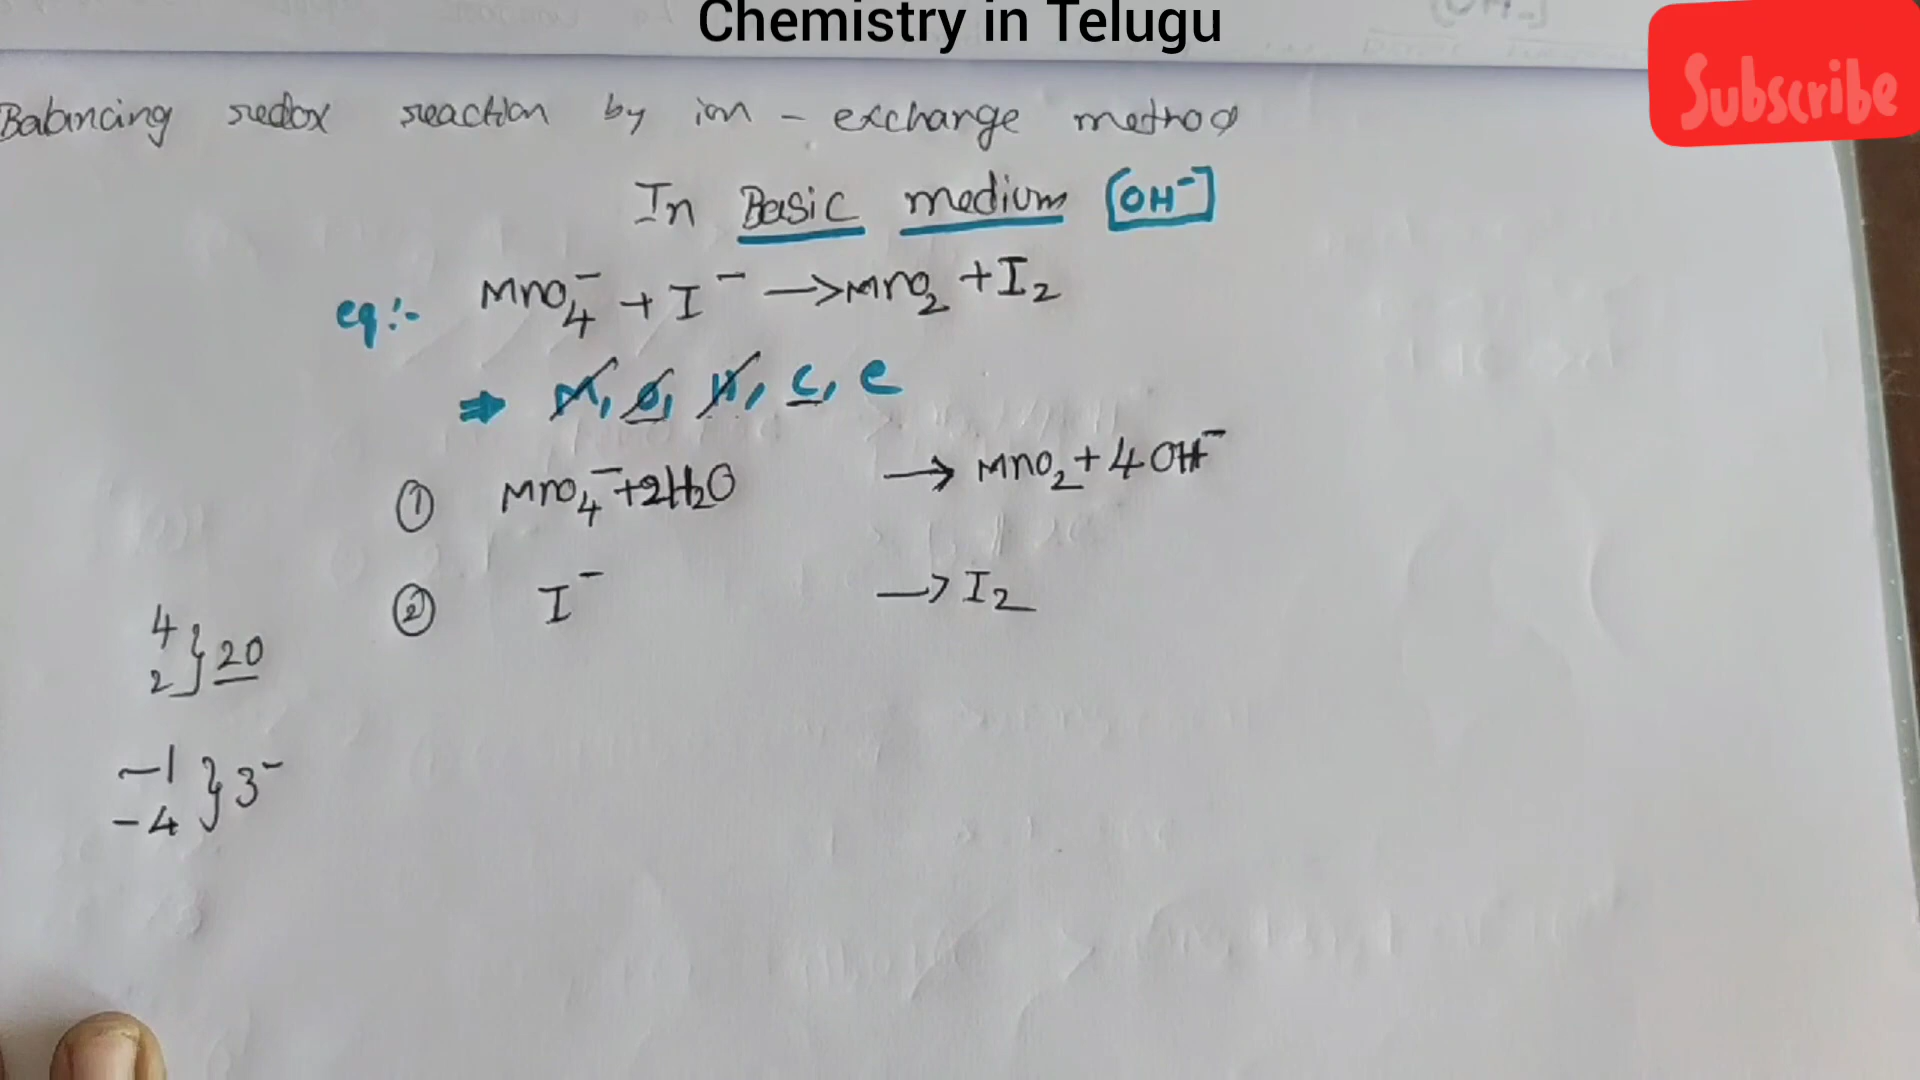 Chemistry in Telugu
Subscribe
Balancing redox reaction by ion - exchange method
In Basic medium [OH⁻]
eg:- MnO₄⁻ + I⁻ → MnO₂ + I₂
⇒ M, O, H, C, e
① MnO₄⁻ + 2H₂O → MnO₂ + 4OH⁻
② I⁻ → I₂
4
2 } 20
-1
-4 } 3⁻